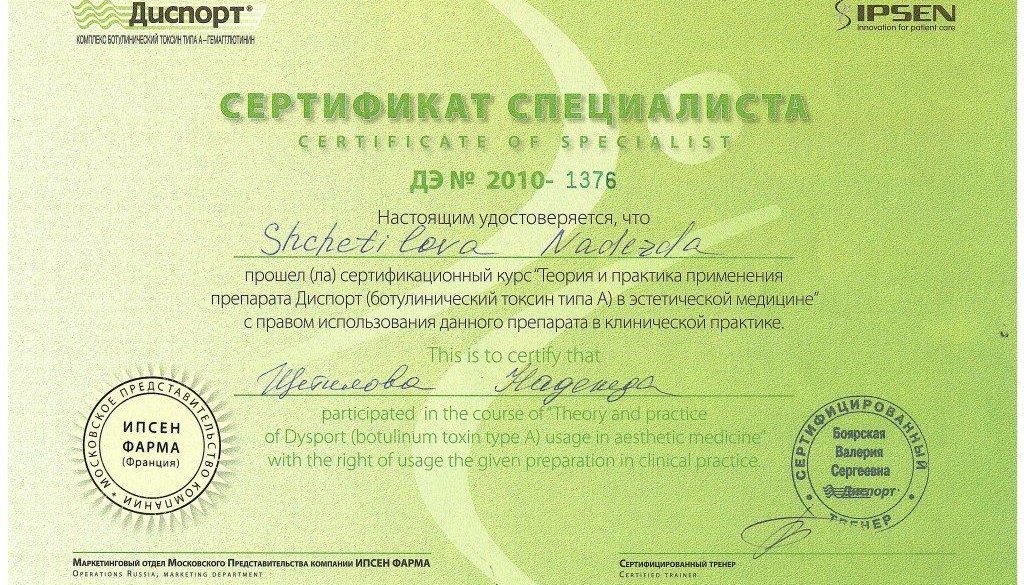 Диспорт®
КОМПЛЕКС БОТУЛИНИЧЕСКИЙ ТОКСИН ТИПА А–ГЕМАГГЛЮТИНИН
IPSEN
Innovation for patient care
СЕРТИФИКАТ СПЕЦИАЛИСТА
CERTIFICATE OF SPECIALIST
ДЭ № 2010- 1376
Настоящим удостоверяется, что
Shchetilova Nadezda
прошел (ла) сертификационный курс “Теория и практика применения
препарата Диспорт (ботулинический токсин типа А) в эстетической медицине”
с правом использования данного препарата в клинической практике.
This is to certify that
Щетилова Надежда
participated in the course of “Theory and practice
of Dysport (botulinum toxin type A) usage in aesthetic medicine”
with the right of usage the given preparation in clinical practice.
МОСКОВСКОЕ ПРЕДСТАВИТЕЛЬСТВО КОМПАНИИ
ИПСЕН
ФАРМА
(Франция)
СЕРТИФИЦИРОВАННЫЙ
Боярская
Валерия
Сергеевна
Диспорт
ТРЕНЕР
Маркетинговый отдел Московского Представительства компании ИПСЕН ФАРМА
Operations Russia, marketing department
Сертифицированный тренер
Certified trainer